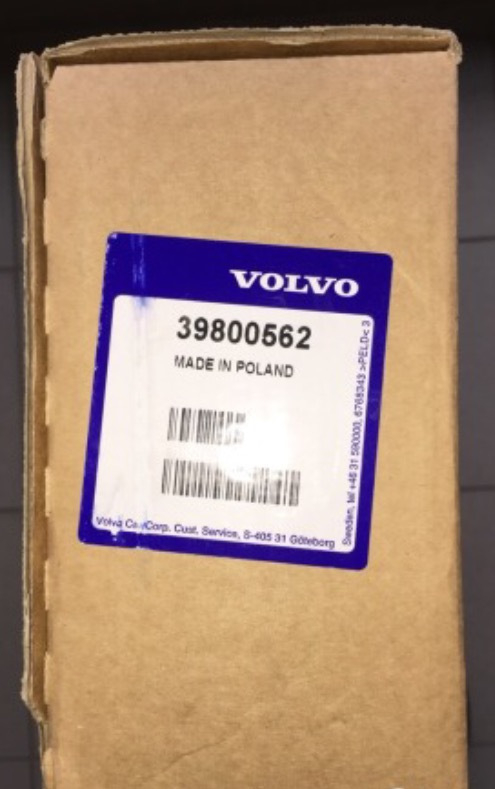 VOLVO
39800562
MADE IN POLAND
Volvo Car Corp. Cust. Service, S-405 31 Göteborg
Sweden, tel +46 31 590000, 6768343 >PELD< 3